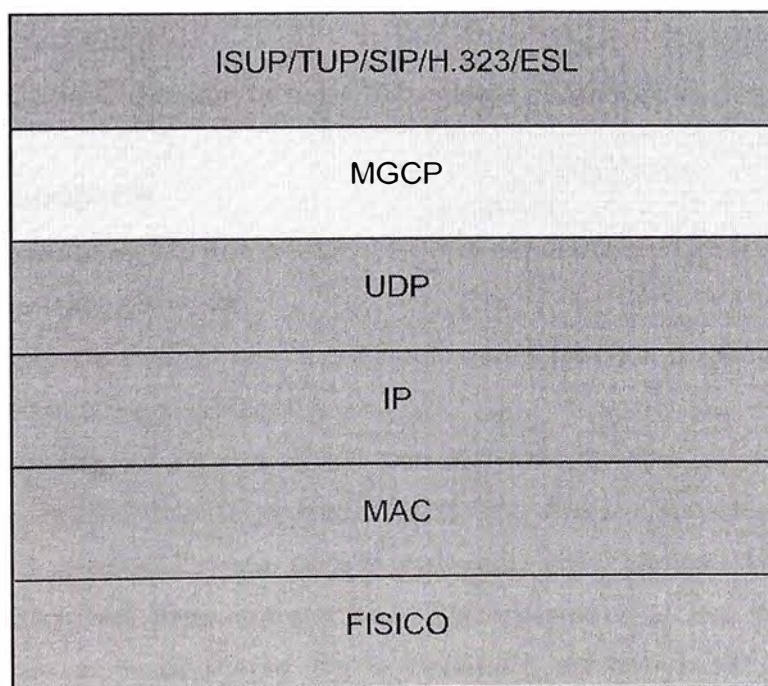 ISUP/TUP/SIP/H.323/ESL
MGCP
UDP
IP
MAC
FISICO